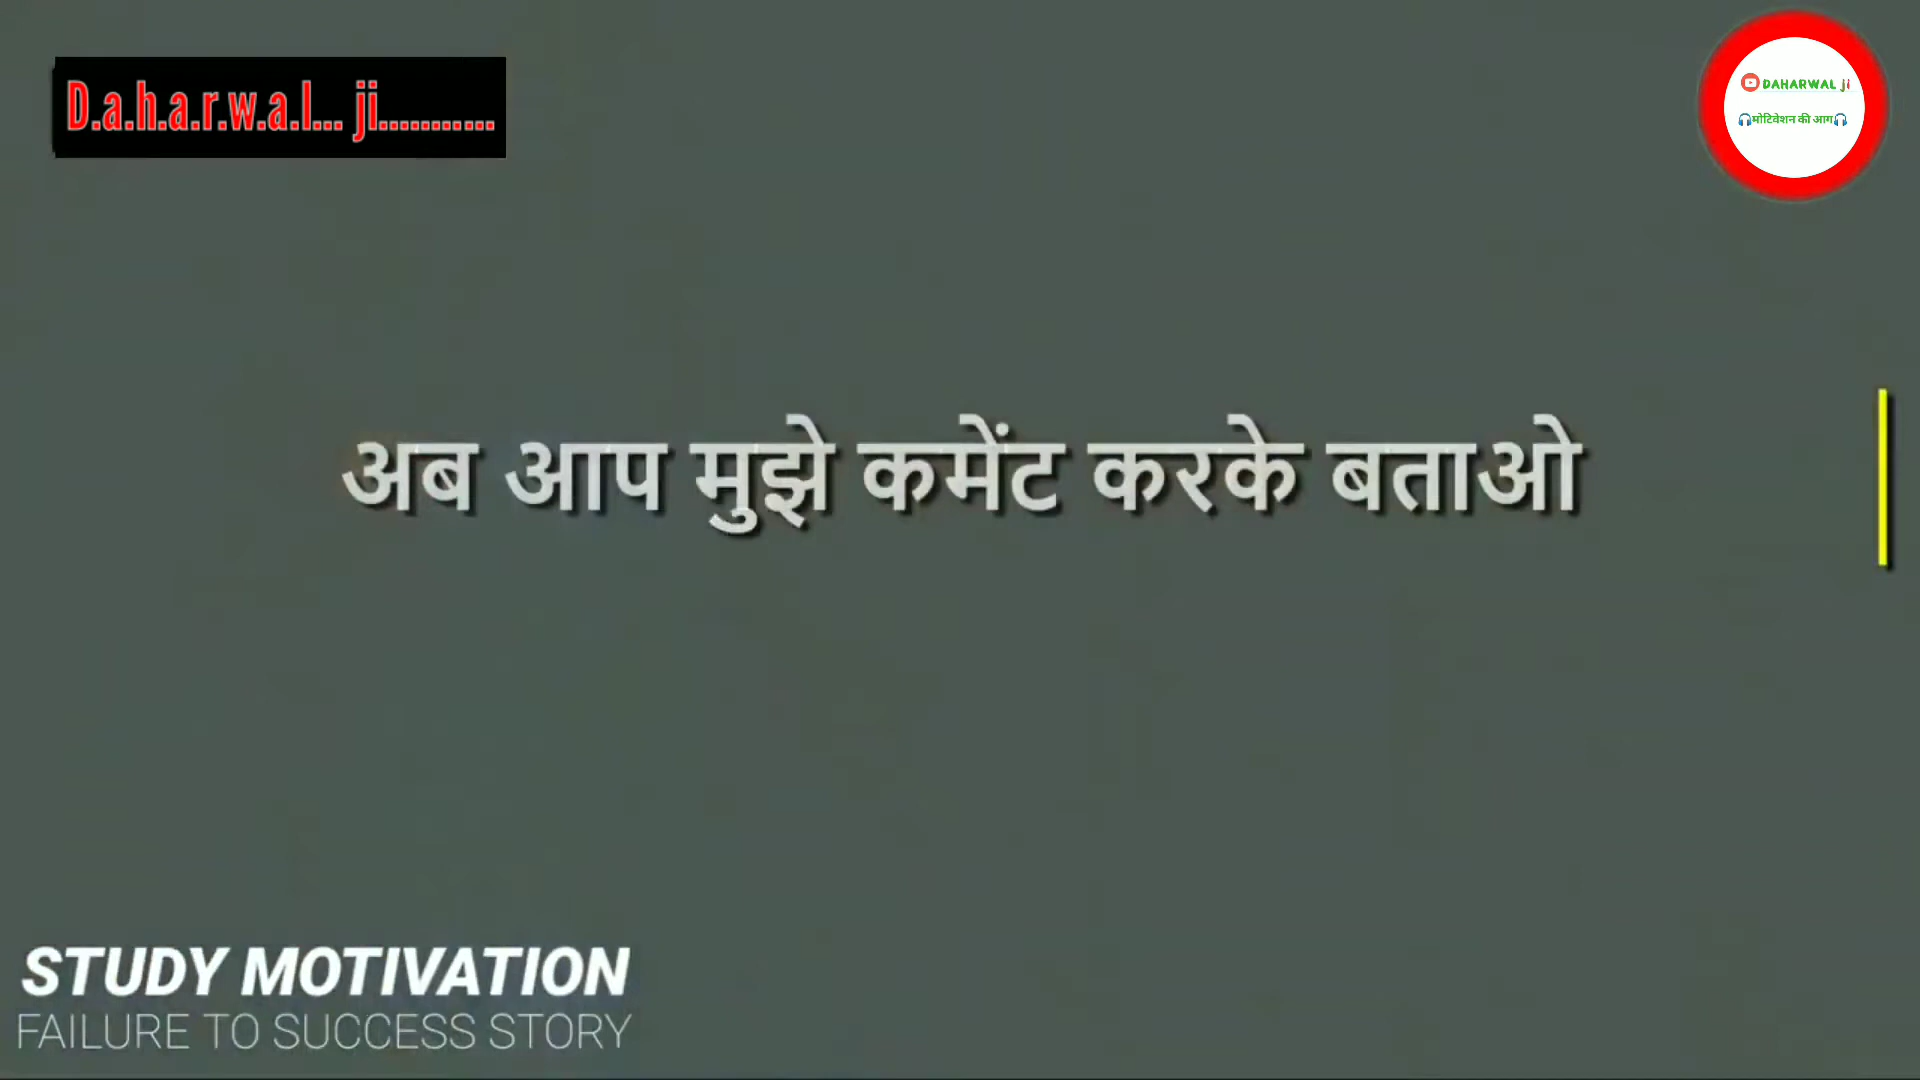 D.a.h.a.r.w.a.l... ji...........
DAHARWAL ji
🎧मोटिवेशन की आग🎧
अब आप मुझे कमेंट करके बताओ
STUDY MOTIVATION
FAILURE TO SUCCESS STORY